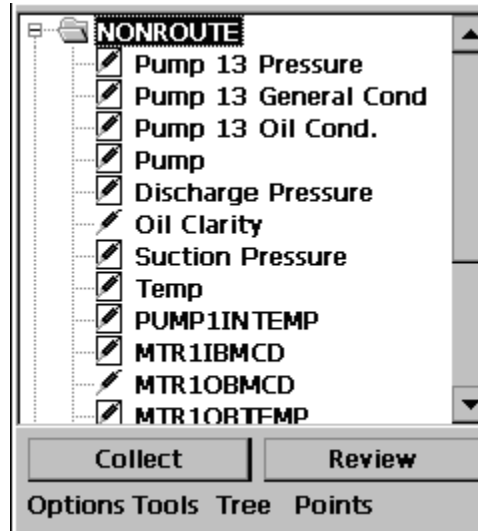 NONROUTE
Pump 13 Pressure
Pump 13 General Cond
Pump 13 Oil Cond.
Pump
Discharge Pressure
Oil Clarity
Suction Pressure
Temp
PUMP1INTEMP
MTR1IBMCD
MTR1OBMCD
MTR1OBTEMP
Collect Review
Options Tools Tree Points